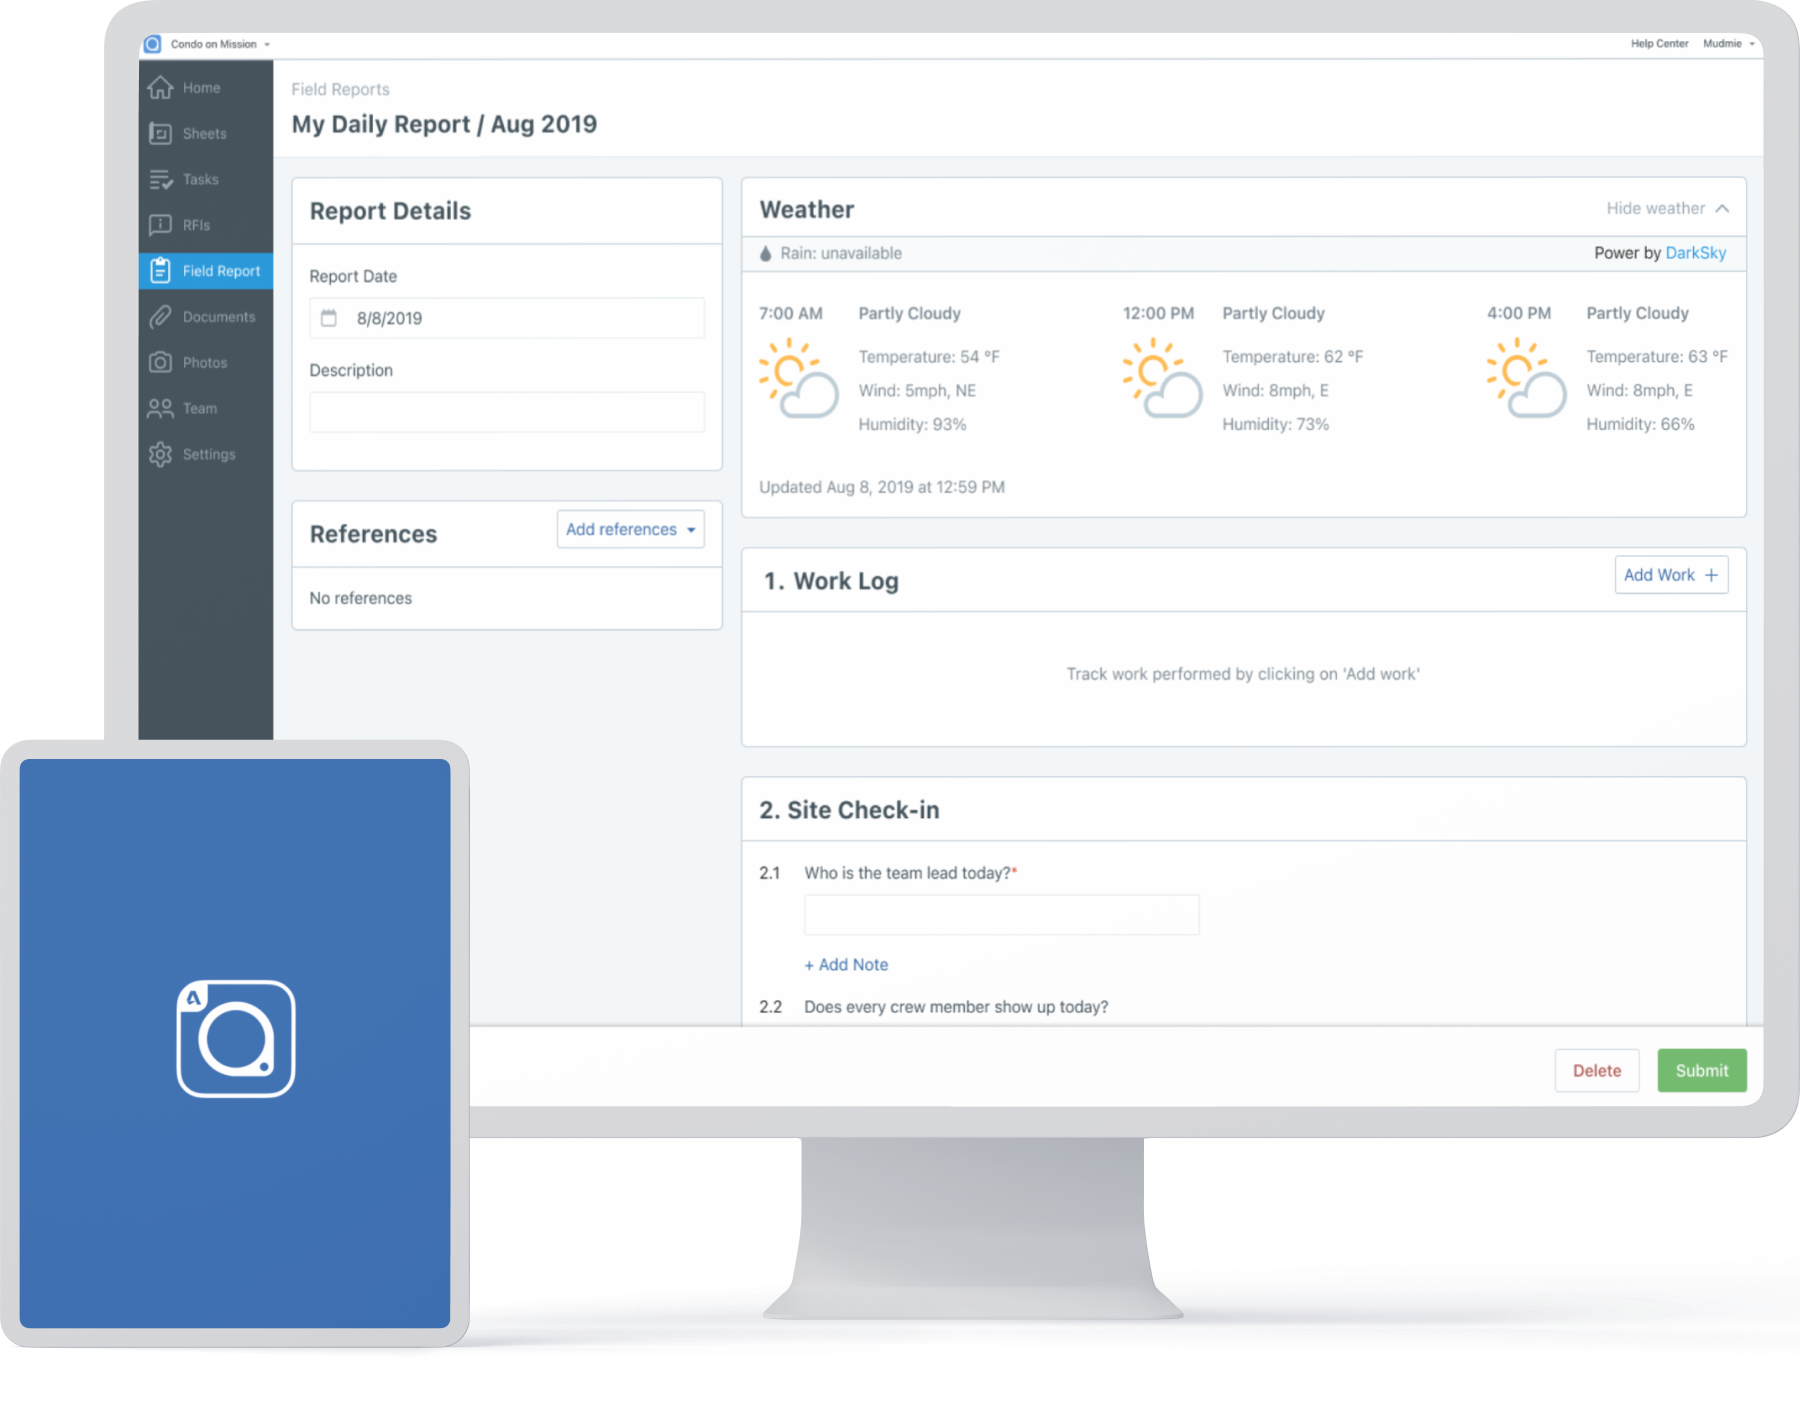 Condo on Mission
Help Center Mudmie
Home
Sheets
Tasks
RFIs
Field Report
Documents
Photos
Team
Settings
Field Reports
My Daily Report / Aug 2019
Report Details
Report Date
8/8/2019
Description
References
Add references
No references
Weather
Hide weather
Rain: unavailable
Power by DarkSky
7:00 AM
Partly Cloudy
Temperature: 54 °F
Wind: 5mph, NE
Humidity: 93%
12:00 PM
Partly Cloudy
Temperature: 62 °F
Wind: 8mph, E
Humidity: 73%
4:00 PM
Partly Cloudy
Temperature: 63 °F
Wind: 8mph, E
Humidity: 66%
Updated Aug 8, 2019 at 12:59 PM
1. Work Log
Add Work +
Track work performed by clicking on 'Add work'
2. Site Check-in
2.1 Who is the team lead today?*
+ Add Note
2.2 Does every crew member show up today?
Delete
Submit